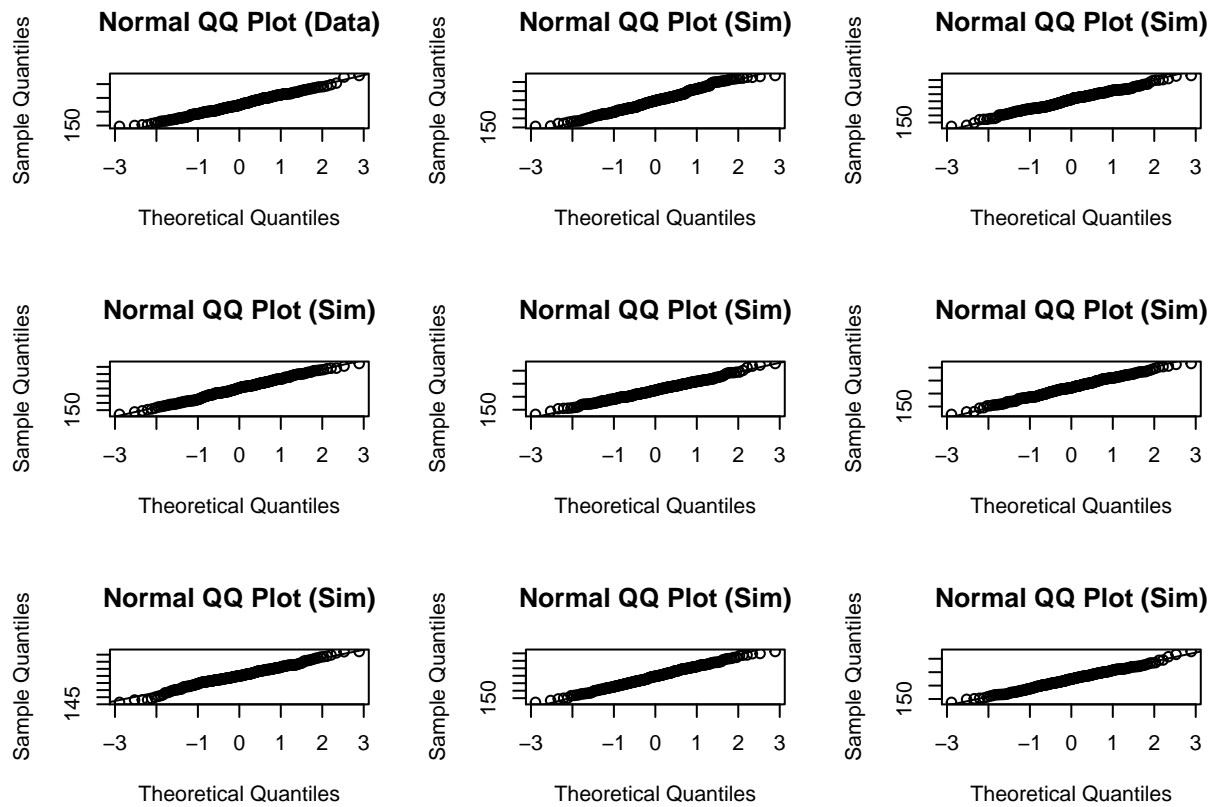 Normal QQ Plot (Data)
Sample Quantiles
150
−3 −1 0 1 2 3
Theoretical Quantiles
Normal QQ Plot (Sim)
Sample Quantiles
150
−3 −1 0 1 2 3
Theoretical Quantiles
Normal QQ Plot (Sim)
Sample Quantiles
150
−3 −1 0 1 2 3
Theoretical Quantiles
Normal QQ Plot (Sim)
Sample Quantiles
150
−3 −1 0 1 2 3
Theoretical Quantiles
Normal QQ Plot (Sim)
Sample Quantiles
150
−3 −1 0 1 2 3
Theoretical Quantiles
Normal QQ Plot (Sim)
Sample Quantiles
150
−3 −1 0 1 2 3
Theoretical Quantiles
Normal QQ Plot (Sim)
Sample Quantiles
145
−3 −1 0 1 2 3
Theoretical Quantiles
Normal QQ Plot (Sim)
Sample Quantiles
150
−3 −1 0 1 2 3
Theoretical Quantiles
Normal QQ Plot (Sim)
Sample Quantiles
150
−3 −1 0 1 2 3
Theoretical Quantiles